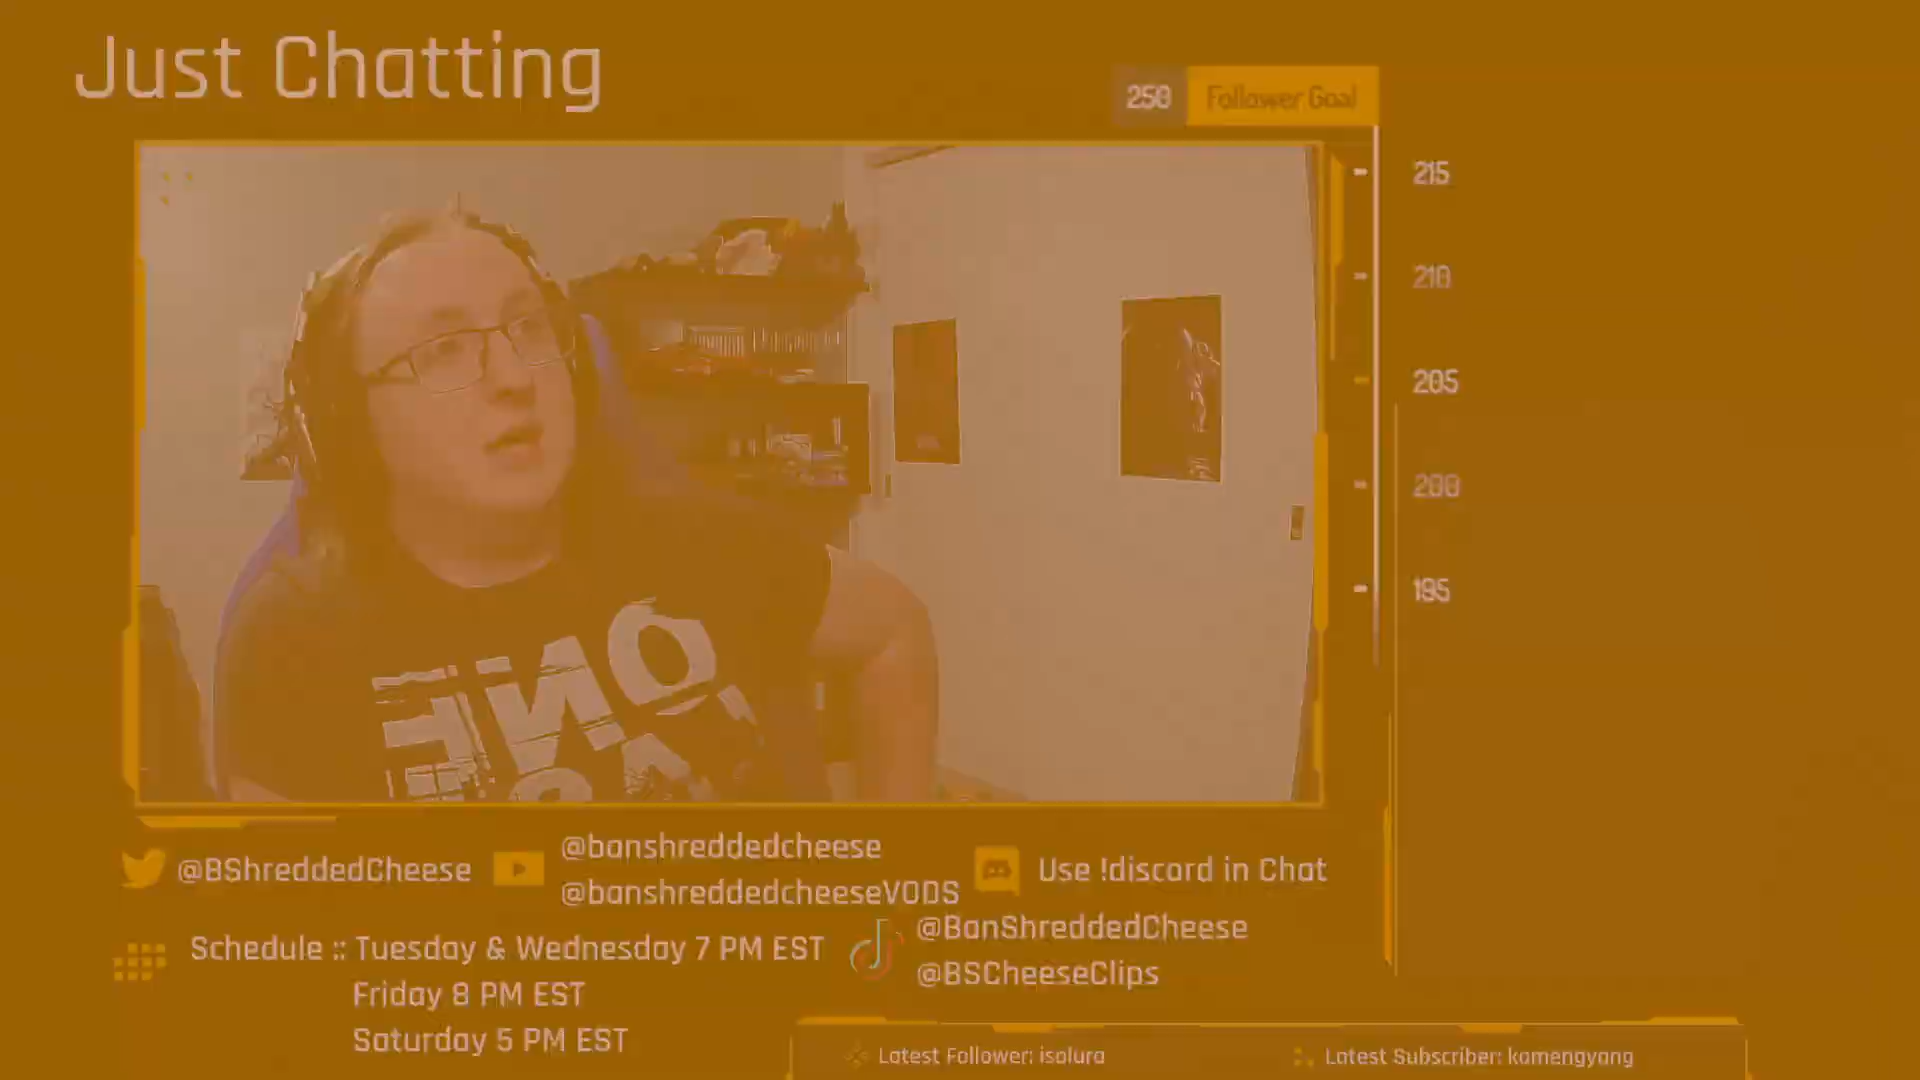 Just Chatting
250 Follower Goal
215
210
205
200
195
ONE
@BShreddedCheese
@banshreddedcheese
@banshreddedcheeseVODS
Use !discord in Chat
Schedule :: Tuesday & Wednesday 7 PM EST
Friday 8 PM EST
Saturday 5 PM EST
@BanShreddedCheese
@BSCheeseClips
Latest Follower: isolura
Latest Subscriber: kamengyang